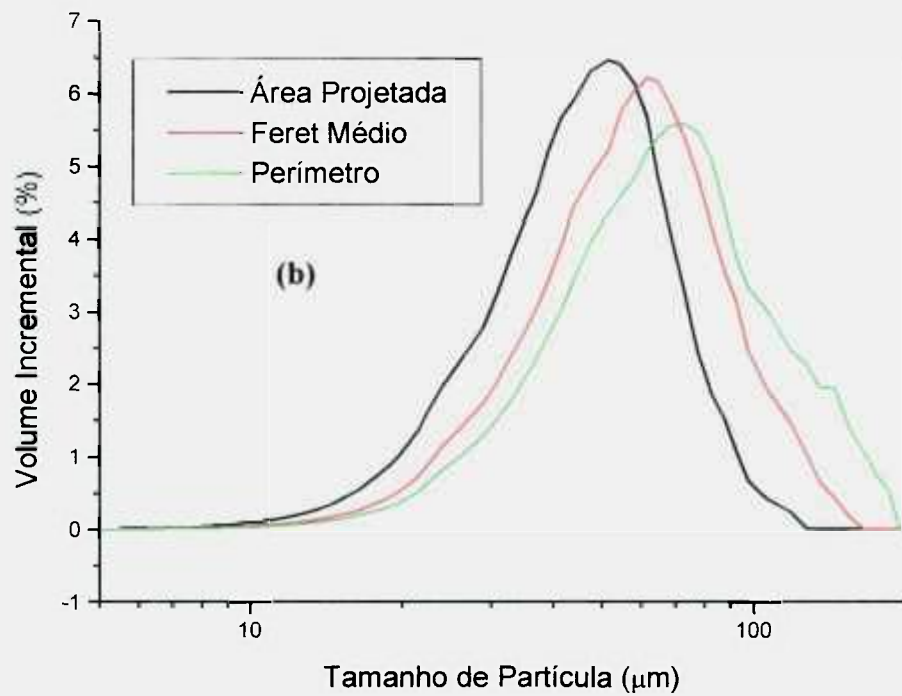 7
6
5
4
3
2
1
0
-1
Volume Incremental (%)
Área Projetada
Feret Médio
Perímetro
(b)
10
100
Tamanho de Partícula (µm)